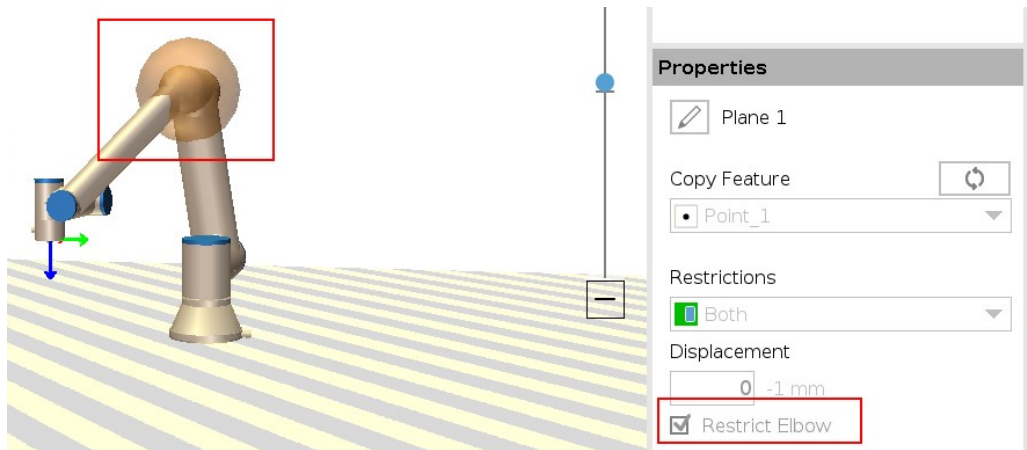 Properties
Plane 1
Copy Feature
Point_1
Restrictions
Both
Displacement
0 -1 mm
Restrict Elbow